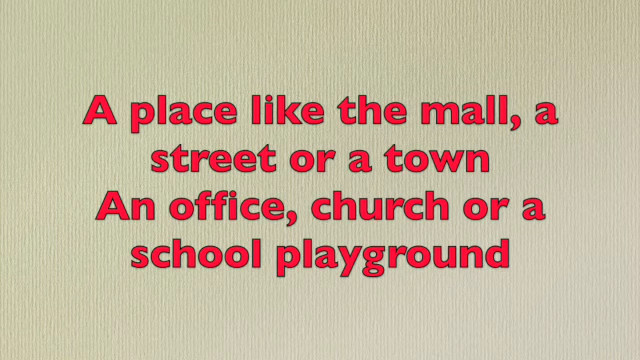 A place like the mall, a
street or a town
An office, church or a
school playground